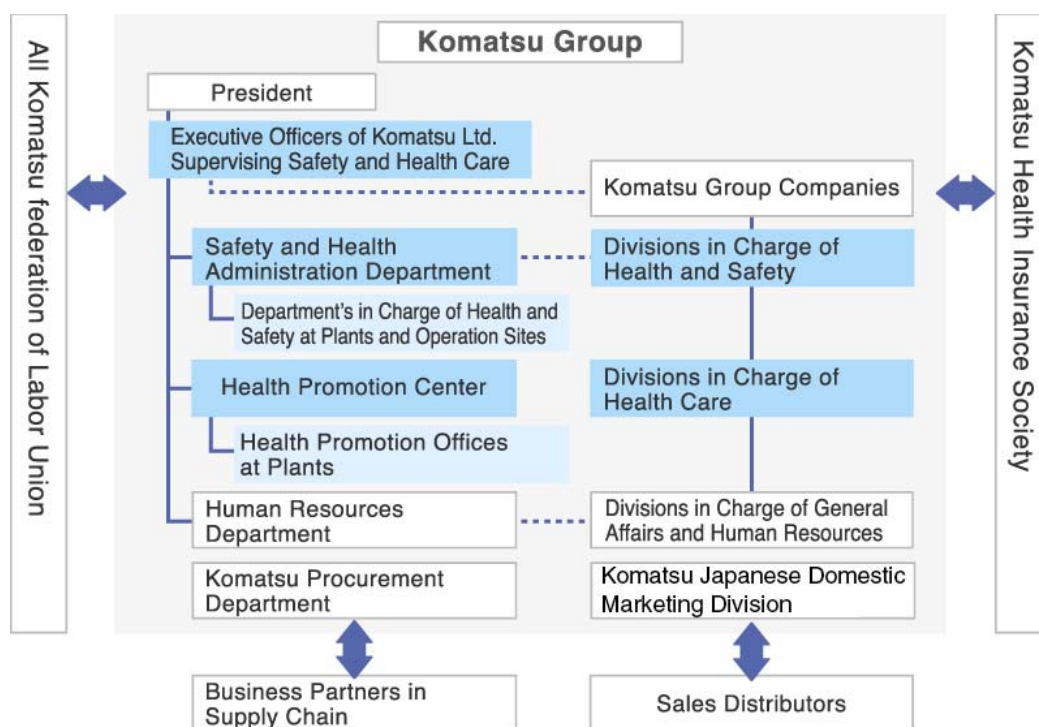 Komatsu Group
All Komatsu federation of Labor Union
President
Executive Officers of Komatsu Ltd.
Supervising Safety and Health Care
Komatsu Group Companies
Safety and Health
Administration Department
Divisions in Charge of
Health and Safety
Department's in Charge of Health and
Safety at Plants and Operation Sites
Health Promotion Center
Divisions in Charge of
Health Care
Health Promotion Offices
at Plants
Human Resources
Department
Divisions in Charge of General
Affairs and Human Resources
Komatsu Procurement
Department
Komatsu Japanese Domestic
Marketing Division
Business Partners in
Supply Chain
Sales Distributors
Komatsu Health Insurance Society